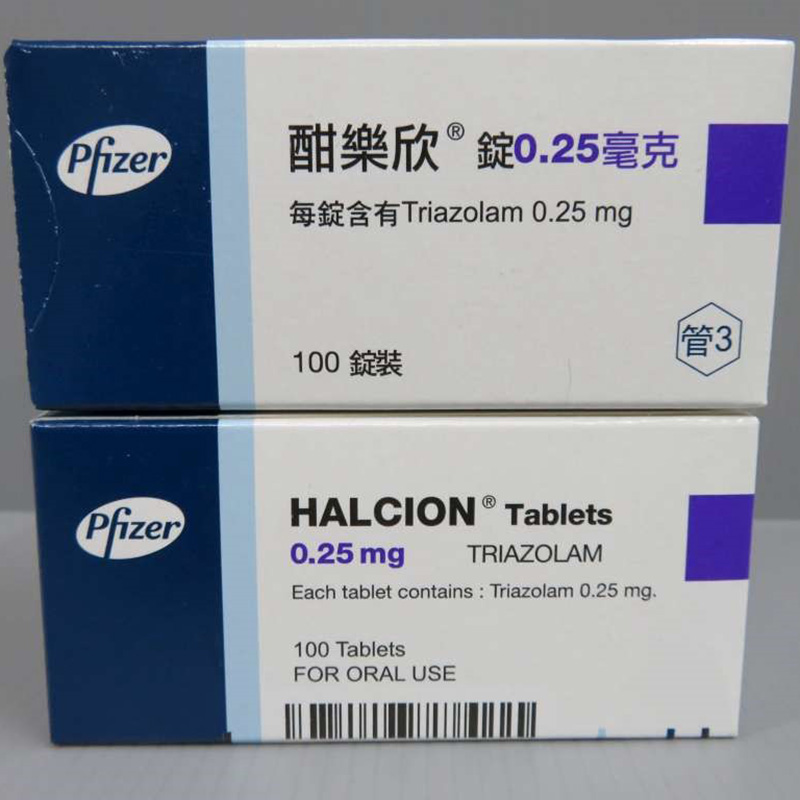 Pfizer
酣樂欣® 錠0.25毫克
每錠含有Triazolam 0.25 mg
100 錠裝
管3
Pfizer
HALCION® Tablets
0.25 mg TRIAZOLAM
Each tablet contains : Triazolam 0.25 mg.
100 Tablets
FOR ORAL USE